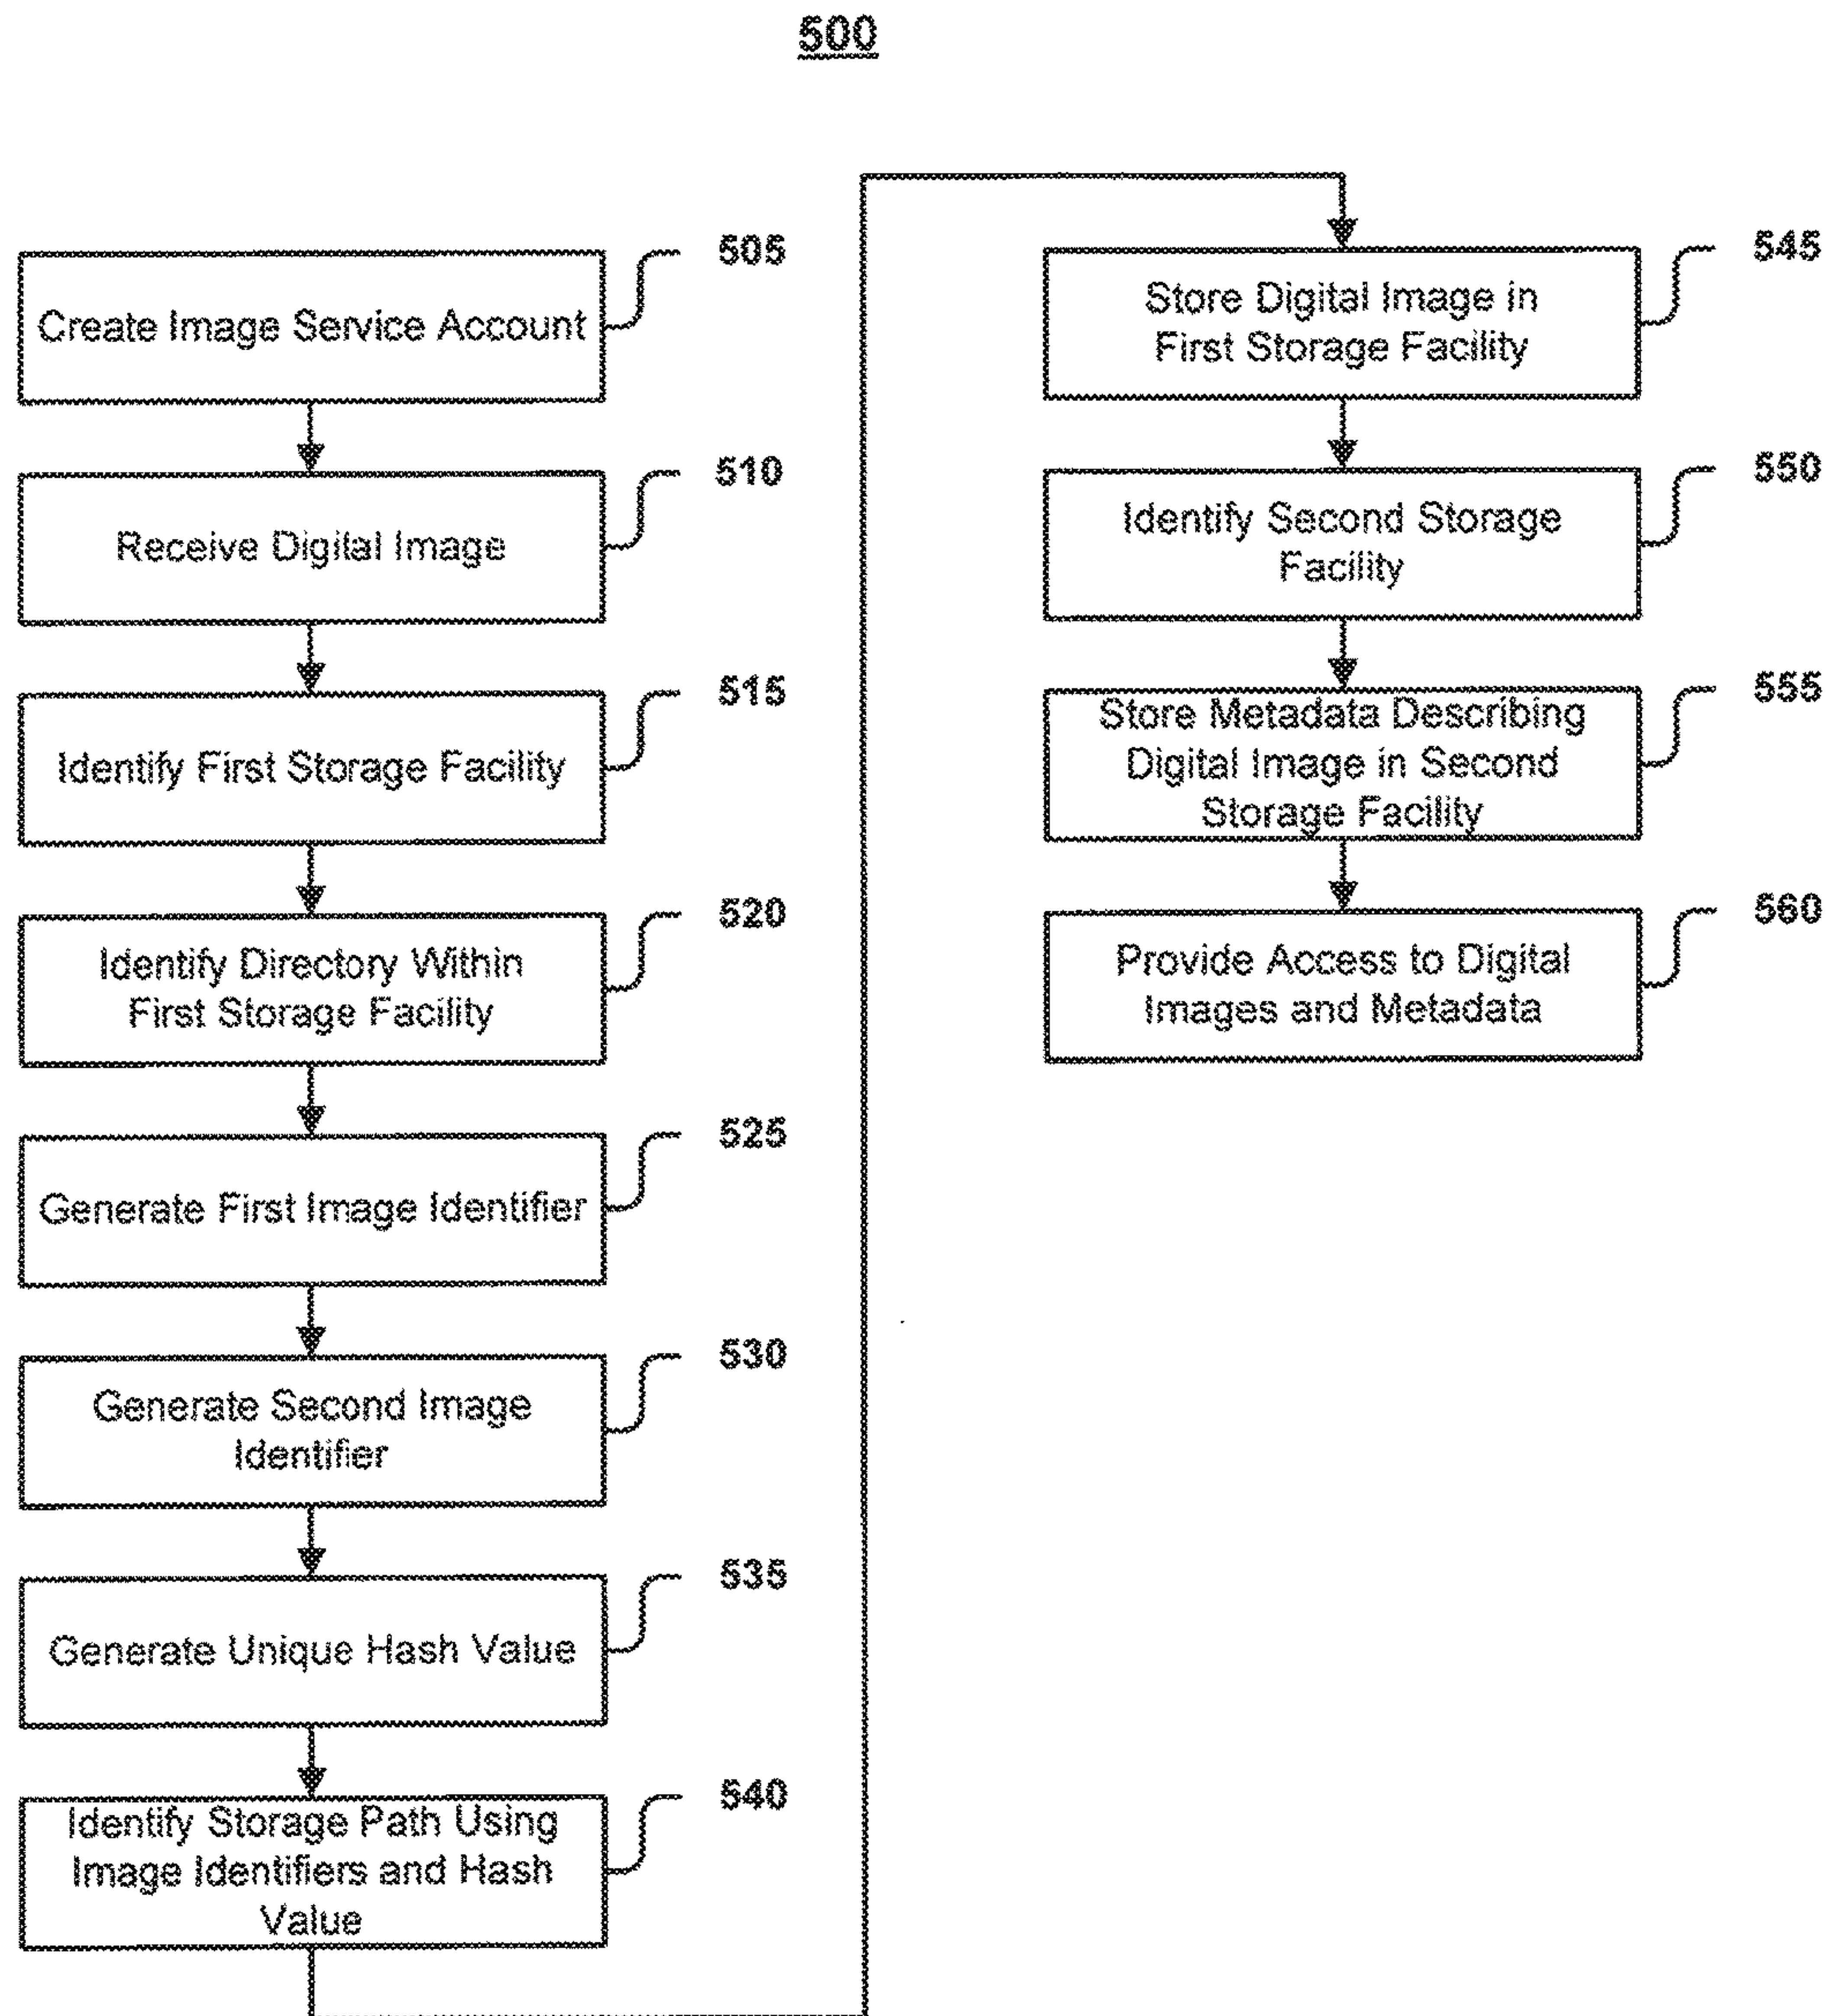 500
505
Create Image Service Account
510
Receive Digital Image
515
Identify First Storage Facility
520
Identify Directory Within
First Storage Facility
525
Generate First Image Identifier
530
Generate Second Image
Identifier
535
Generate Unique Hash Value
540
Identify Storage Path Using
Image Identifiers and Hash
Value
545
Store Digital Image in
First Storage Facility
550
Identify Second Storage
Facility
555
Store Metadata Describing
Digital Image in Second
Storage Facility
560
Provide Access to Digital
Images and Metadata